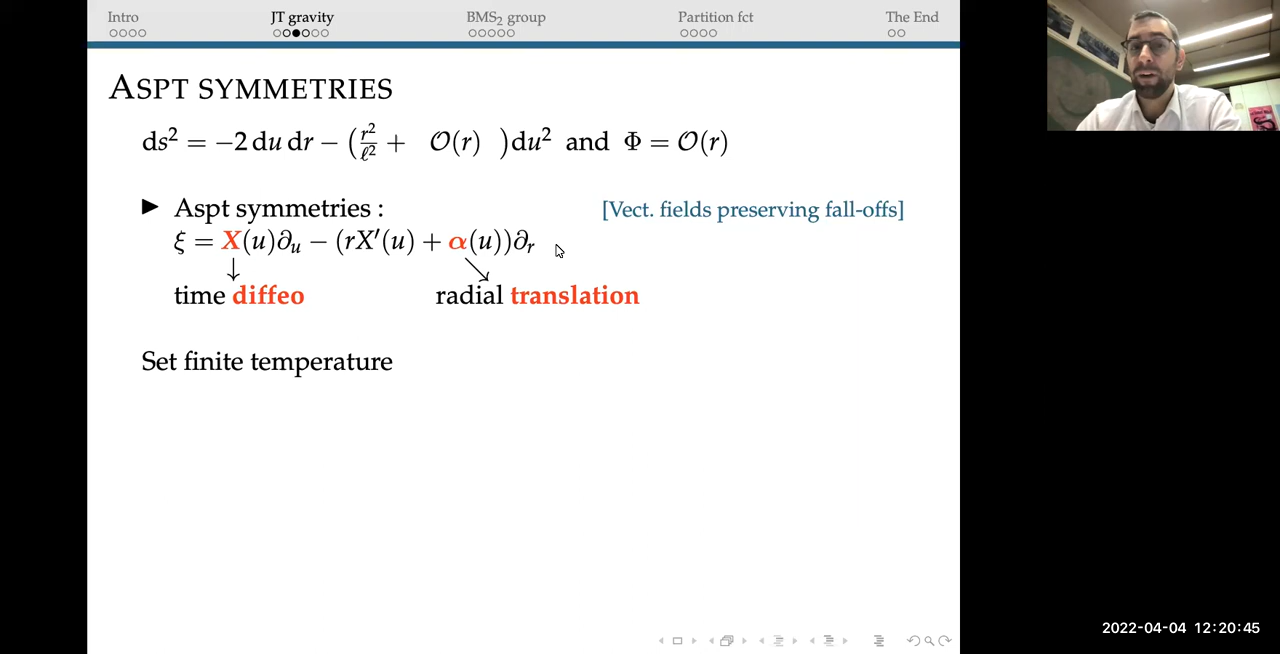 Intro JT gravity BMS₂ group Partition fct The End
ASPT SYMMETRIES
ds² = −2 du dr − (r²/ℓ² + 𝒪(r) )du² and Φ = 𝒪(r)
▶ Aspt symmetries : [Vect. fields preserving fall-offs]
ξ = X(u)∂ᵤ − (rX′(u) + α(u))∂ᵣ
time diffeo radial translation
Set finite temperature
2022-04-04 12:20:45